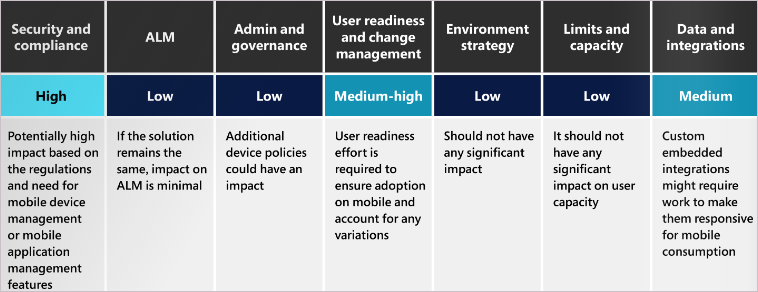 Security and
compliance
ALM
Admin and
governance
User readiness
and change
management
Environment
strategy
Limits and
capacity
Data and
integrations
High
Low
Low
Medium-high
Low
Low
Medium
Potentially high
impact based on
the regulations
and need for
mobile device
management
or mobile
application
management
features
If the solution
remains the
same, impact on
ALM is minimal
Additional
device policies
could have an
impact
User readiness
effort is
required to
ensure adoption
on mobile and
account for any
variations
Should not have
any significant
impact
It should not
have any
significant
impact on user
capacity
Custom
embedded
integrations
might require
work to make
them responsive
for mobile
consumption